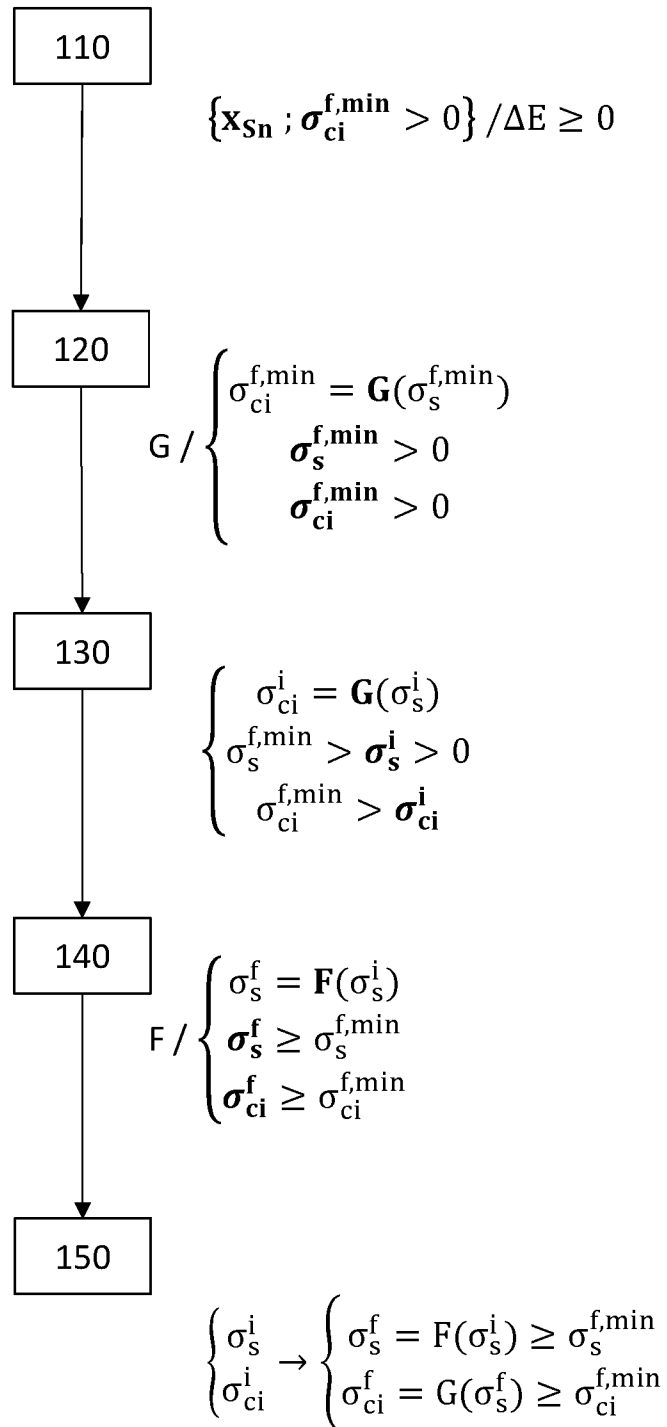 110
{x_Sn ; σ_ci^f,min > 0} /ΔE ≥ 0
120
G / { σ_ci^f,min = G(σ_s^f,min)
σ_s^f,min > 0
σ_ci^f,min > 0
130
{ σ_ci^i = G(σ_s^i)
σ_s^f,min > σ_s^i > 0
σ_ci^f,min > σ_ci^i
140
F / { σ_s^f = F(σ_s^i)
σ_s^f ≥ σ_s^f,min
σ_ci^f ≥ σ_ci^f,min
150
{ σ_s^i → { σ_s^f = F(σ_s^i) ≥ σ_s^f,min
σ_ci^i σ_ci^f = G(σ_s^f) ≥ σ_ci^f,min